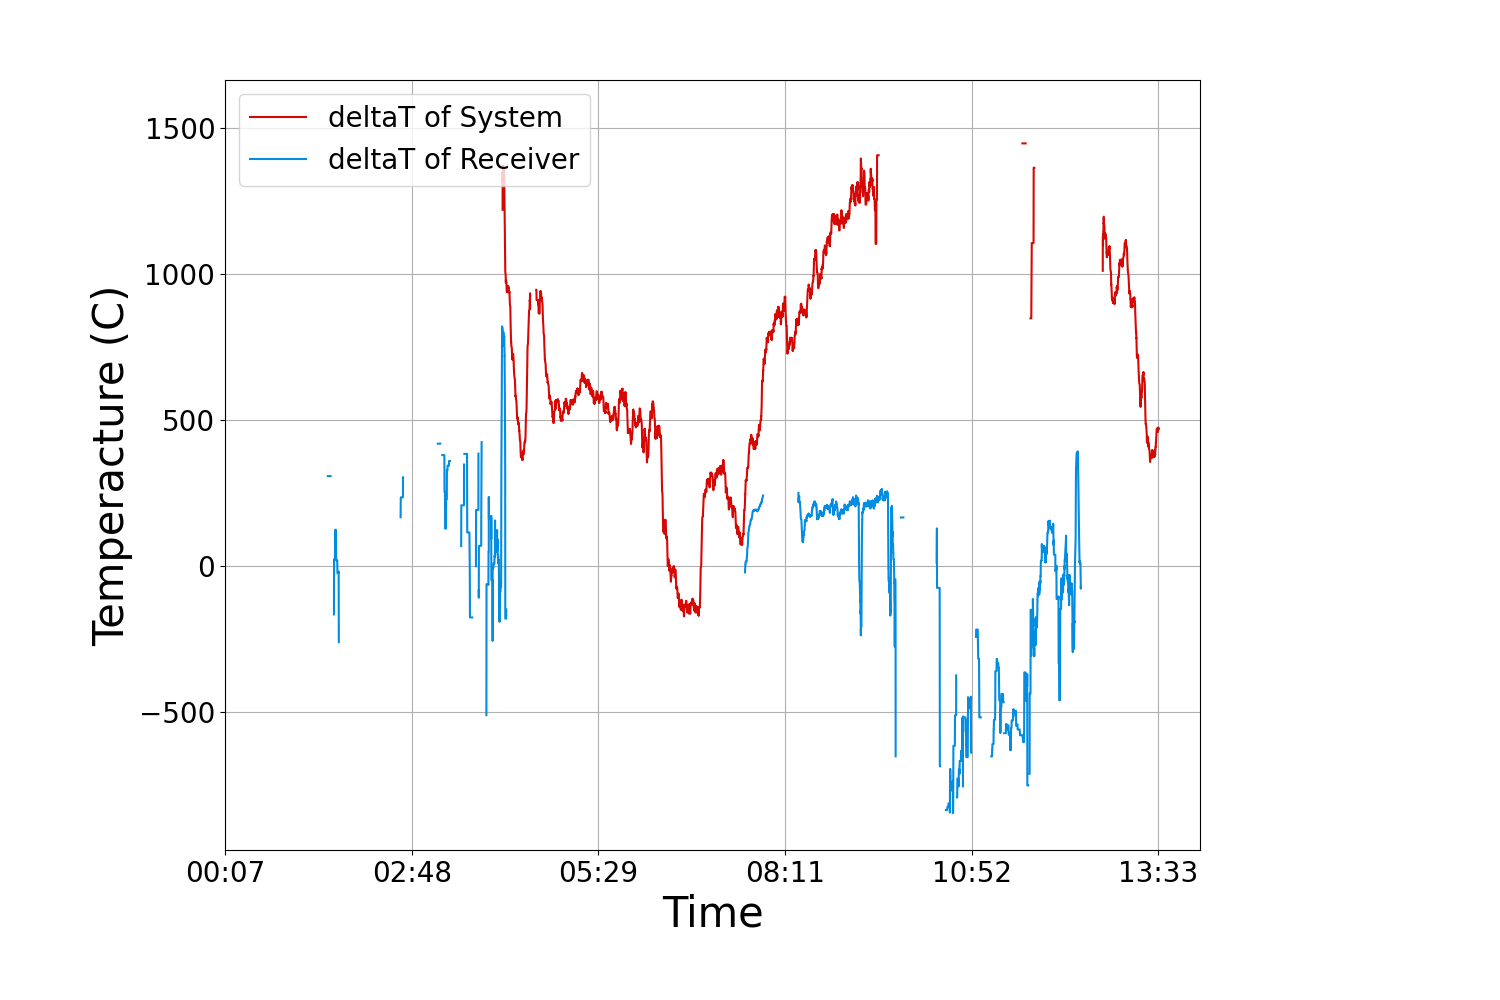 deltaT of System
deltaT of Receiver
1500
1000
500
0
−500
Temperacture (C)
00:07 02:48 05:29 08:11 10:52 13:33
Time